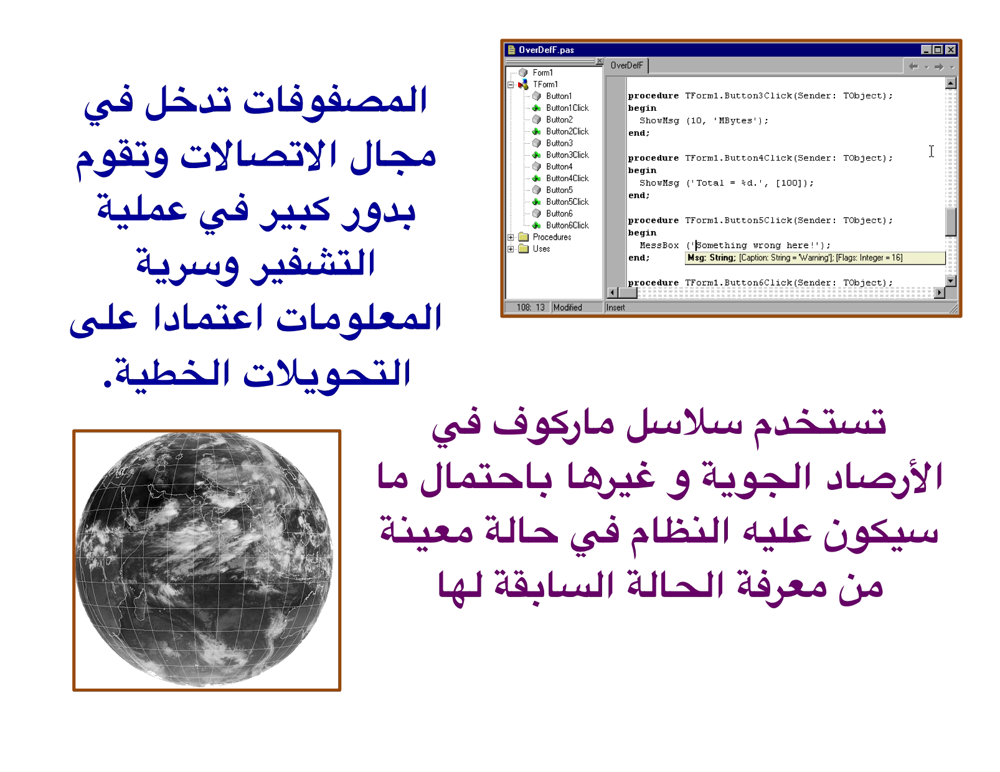 المصفوفات تدخل في
مجال الاتصالات وتقوم
بدور كبير في عملية
التشفير وسرية
المعلومات اعتمادا على
التحويلات الخطية.
OverDefF.pas
OverDefF
Form1
TForm1
Button1
Button1Click
Button2
Button2Click
Button3
Button3Click
Button4
Button4Click
Button5
Button5Click
Button6
Button6Click
Procedures
Uses
procedure TForm1.Button3Click(Sender: TObject);
begin
ShowMsg (10, 'MBytes');
end;
procedure TForm1.Button4Click(Sender: TObject);
begin
ShowMsg ('Total = %d.', [100]);
end;
procedure TForm1.Button5Click(Sender: TObject);
begin
MessBox ('Something wrong here!');
end;
Msg: String; [Caption: String = 'Warning']; [Flags: Integer = 16]
procedure TForm1.Button6Click(Sender: TObject);
108: 13 Modified Insert
تستخدم سلاسل ماركوف في
الأرصاد الجوية و غيرها باحتمال ما
سيكون عليه النظام في حالة معينة
من معرفة الحالة السابقة لها